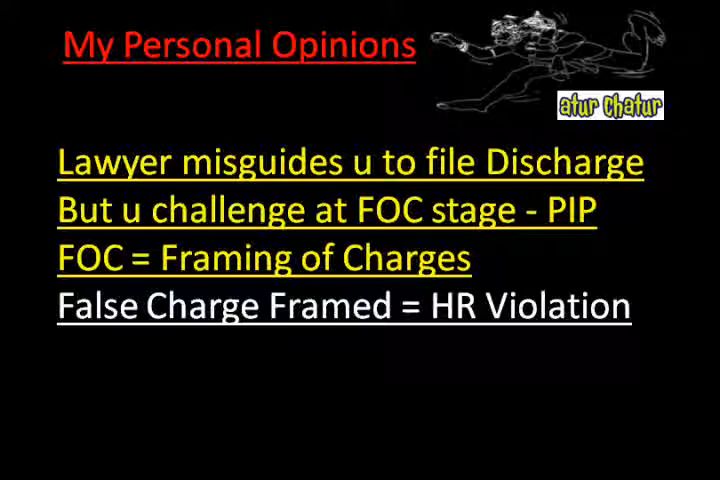 My Personal Opinions
atur chatur
Lawyer misguides u to file Discharge
But u challenge at FOC stage - PIP
FOC = Framing of Charges
False Charge Framed = HR Violation